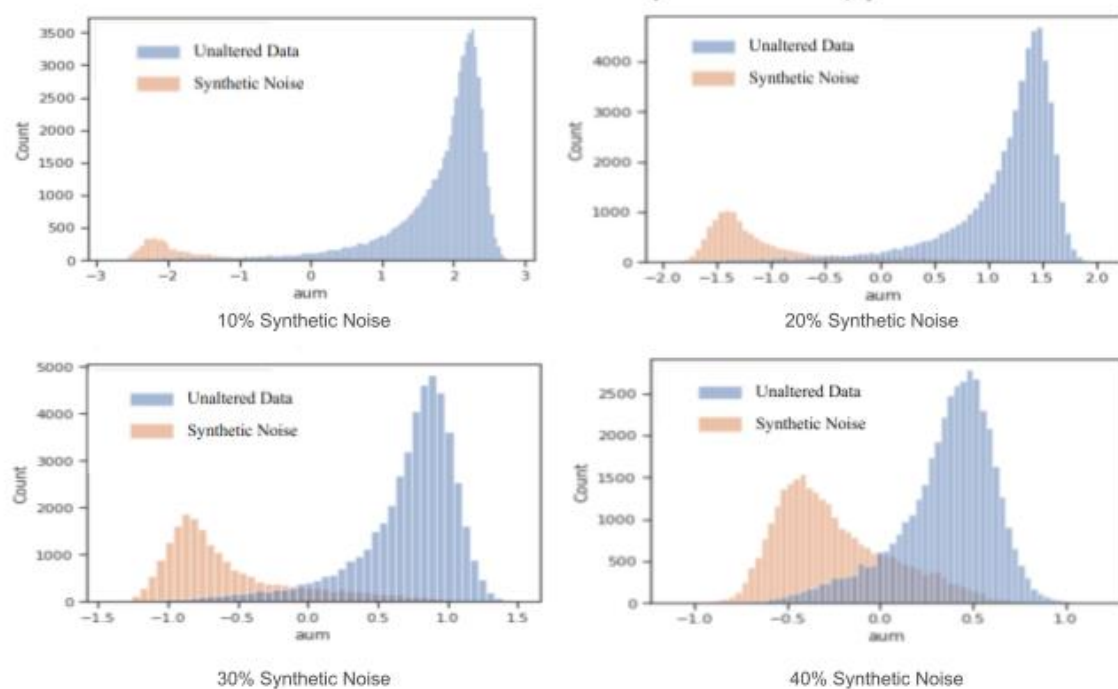 3500
3000
2500
2000
1500
1000
500
0
Count
Unaltered Data
Synthetic Noise
−3 −2 −1 0 1 2 3
aum
10% Synthetic Noise
4000
3000
2000
1000
0
Count
Unaltered Data
Synthetic Noise
−2.0 −1.5 −1.0 −0.5 0.0 0.5 1.0 1.5 2.0
aum
20% Synthetic Noise
5000
4000
3000
2000
1000
0
Count
Unaltered Data
Synthetic Noise
−1.5 −1.0 −0.5 0.0 0.5 1.0 1.5
aum
30% Synthetic Noise
2500
2000
1500
1000
500
0
Count
Unaltered Data
Synthetic Noise
−1.0 −0.5 0.0 0.5 1.0
aum
40% Synthetic Noise